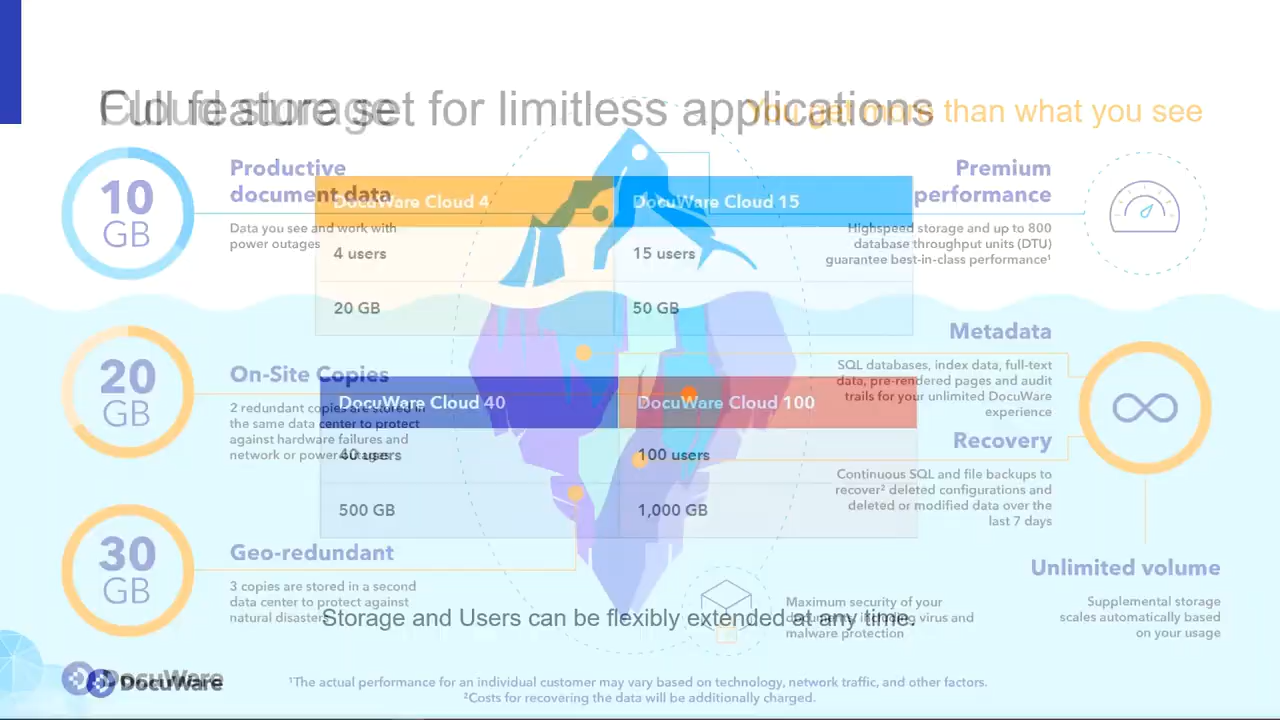 Cloud storage
Full feature set for limitless applications
You get more than what you see
10
GB
Productive
document data
Data you see and work with
power outages
Premium
performance
Highspeed storage and up to 800
database throughput units (DTU)
guarantee best-in-class performance¹
DocuWare Cloud 4
DocuWare Cloud 15
4 users
15 users
20 GB
50 GB
20
GB
On-Site Copies
2 redundant copies are stored in
the same data center to protect
against hardware failures and
network or power outages
Metadata
SQL databases, index data, full-text
data, pre-rendered pages and audit
trails for your unlimited DocuWare
experience
DocuWare Cloud 40
DocuWare Cloud 100
40 users
100 users
500 GB
1,000 GB
Recovery
Continuous SQL and file backups to
recover² deleted configurations and
deleted or modified data over the
last 7 days
30
GB
Geo-redundant
3 copies are stored in a second
data center to protect against
natural disasters
Unlimited volume
Supplemental storage
scales automatically based
on your usage
Maximum security of your
documents, including virus and
malware protection
Storage and Users can be flexibly extended at any time.
DocuWare
DocuWare
¹The actual performance for an individual customer may vary based on technology, network traffic, and other factors.
²Costs for recovering the data will be additionally charged.